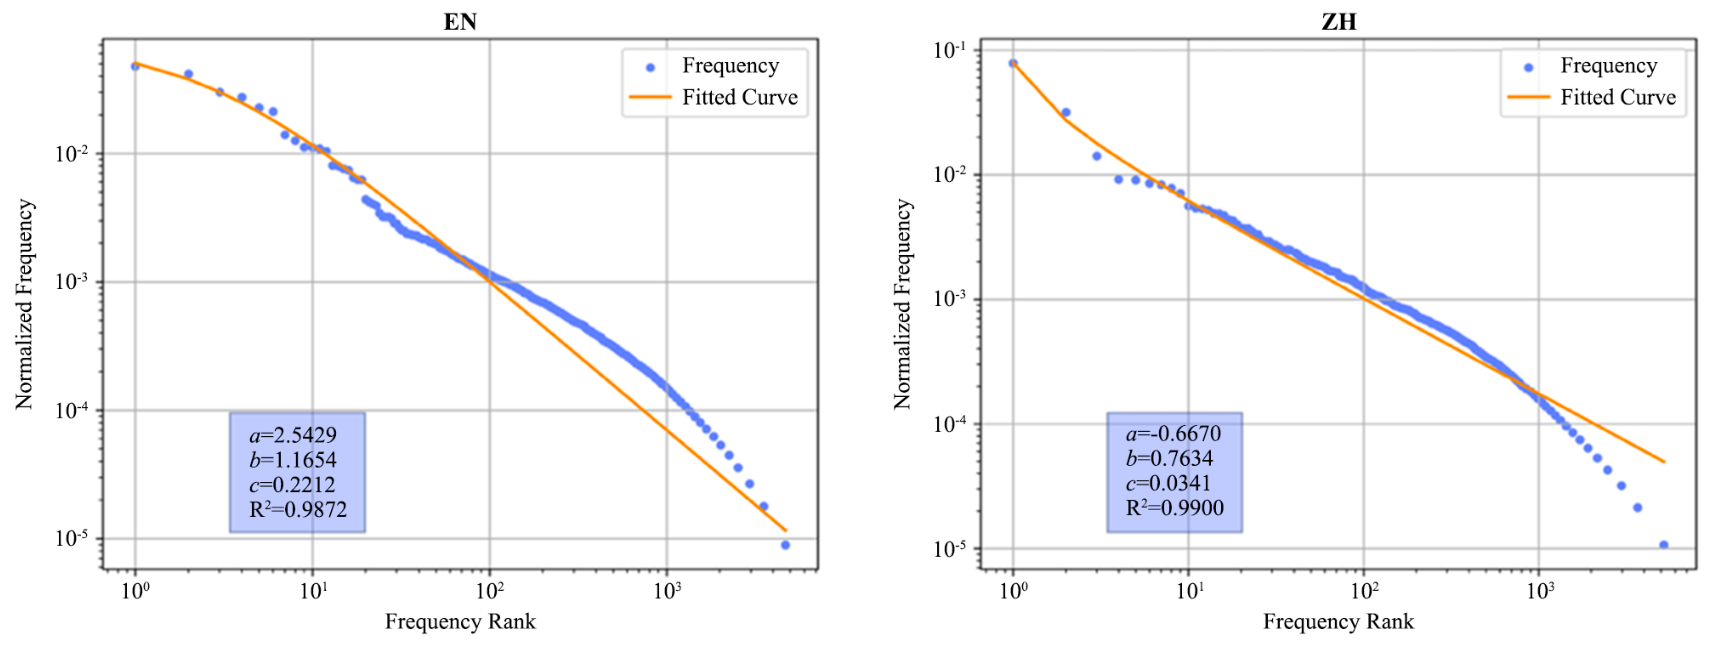 EN
Frequency
Fitted Curve
10⁻²
10⁻³
10⁻⁴
10⁻⁵
Normalized Frequency
a=2.5429
b=1.1654
c=0.2212
R²=0.9872
10⁰ 10¹ 10² 10³
Frequency Rank
ZH
Frequency
Fitted Curve
10⁻¹
10⁻²
10⁻³
10⁻⁴
10⁻⁵
Normalized Frequency
a=-0.6670
b=0.7634
c=0.0341
R²=0.9900
10⁰ 10¹ 10² 10³
Frequency Rank